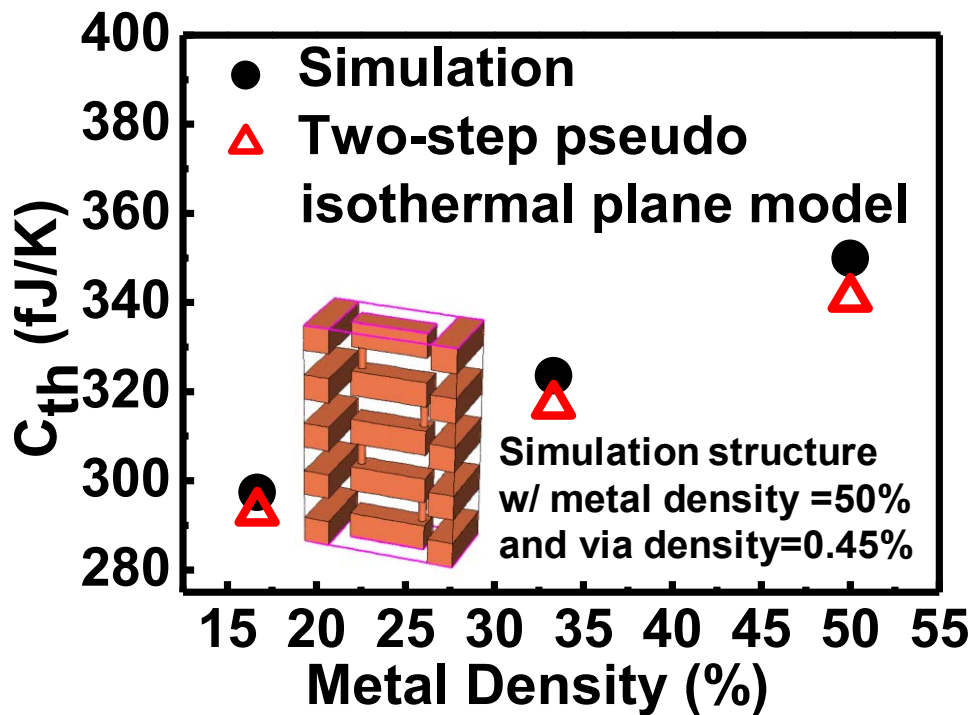 400
380
360
340
320
300
280
C_th (fJ/K)
Simulation
Two-step pseudo
isothermal plane model
Simulation structure
w/ metal density =50%
and via density=0.45%
15 20 25 30 35 40 45 50 55
Metal Density (%)